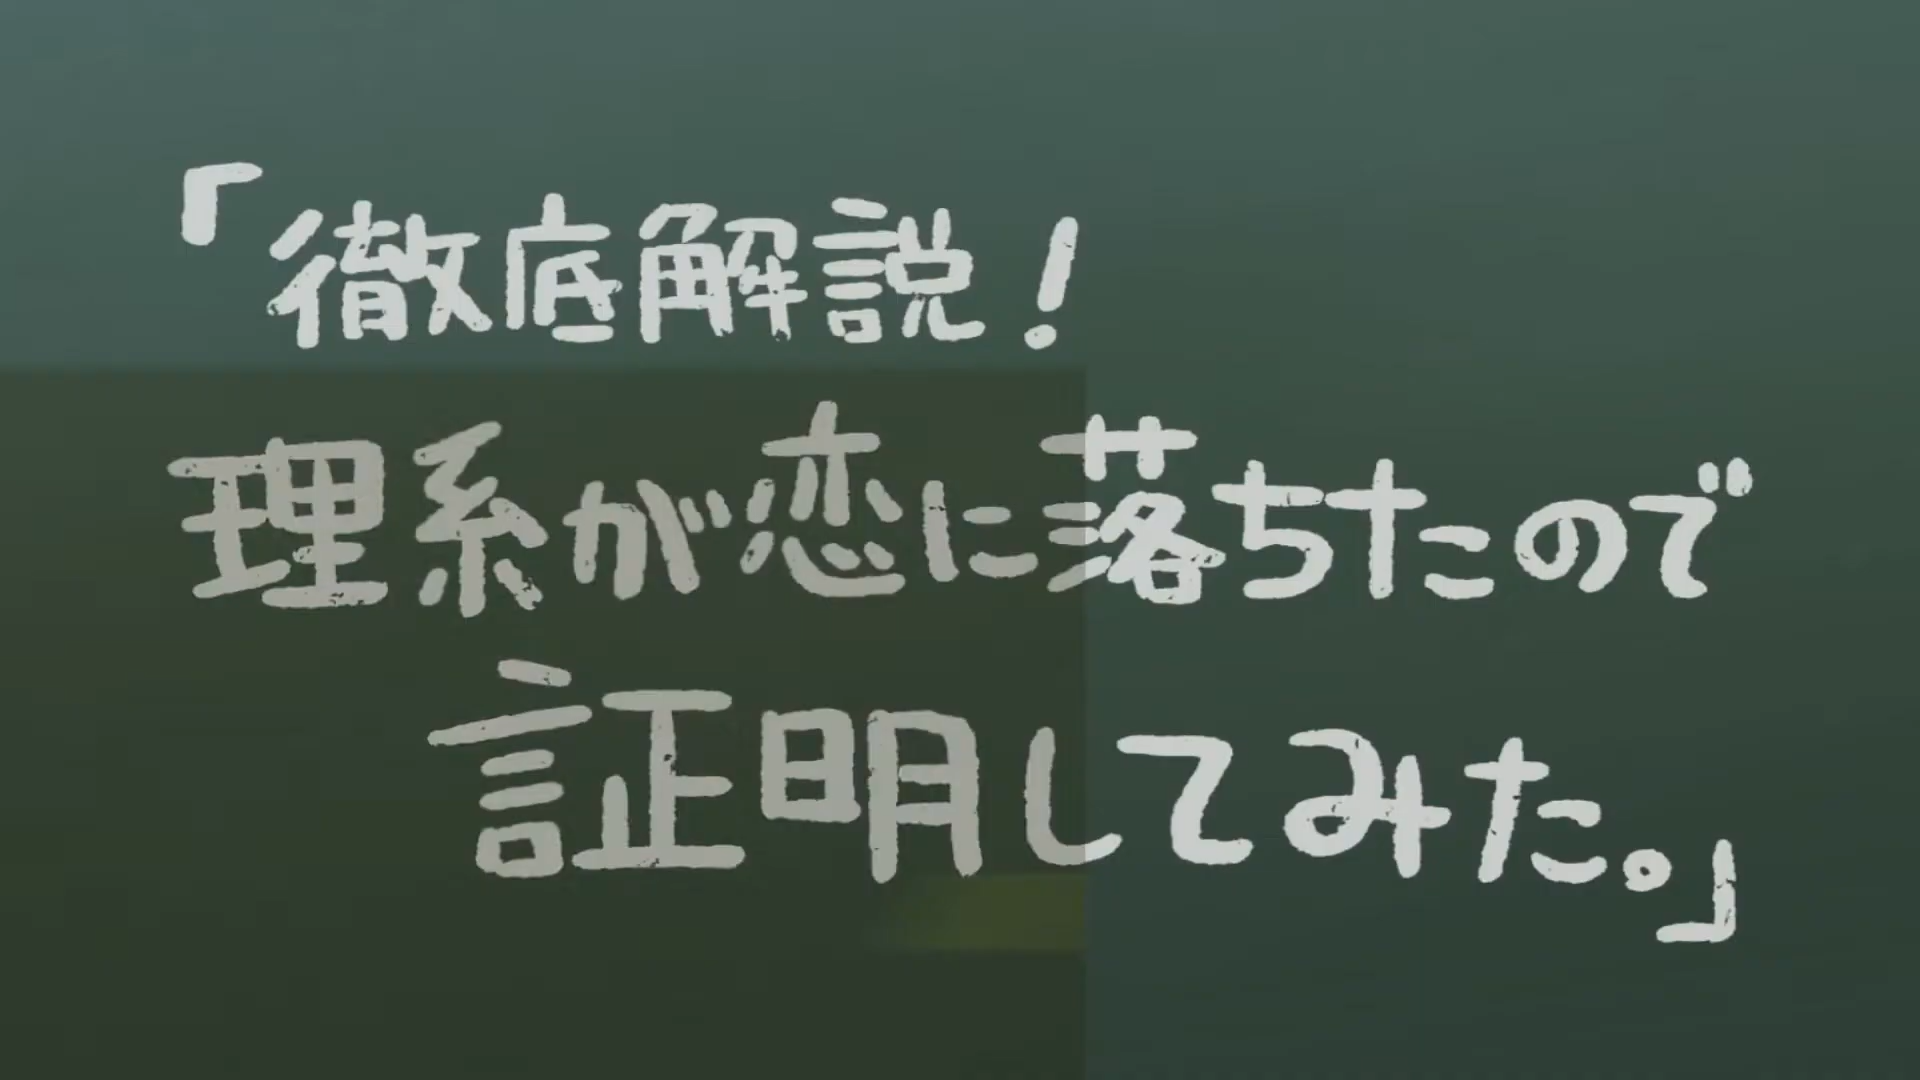 「徹底解説!
理系が恋に落ちたので
証明してみた。」